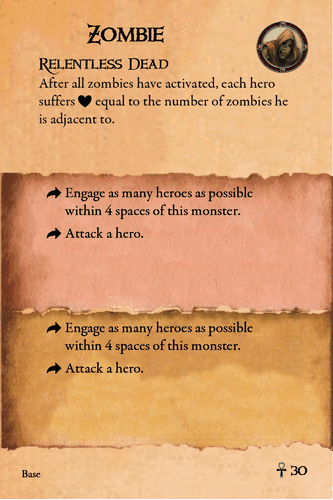 Zombie
Relentless Dead
After all zombies have activated, each hero
suffers equal to the number of zombies he
is adjacent to.
Engage as many heroes as possible
within 4 spaces of this monster.
Attack a hero.
Engage as many heroes as possible
within 4 spaces of this monster.
Attack a hero.
Base
30